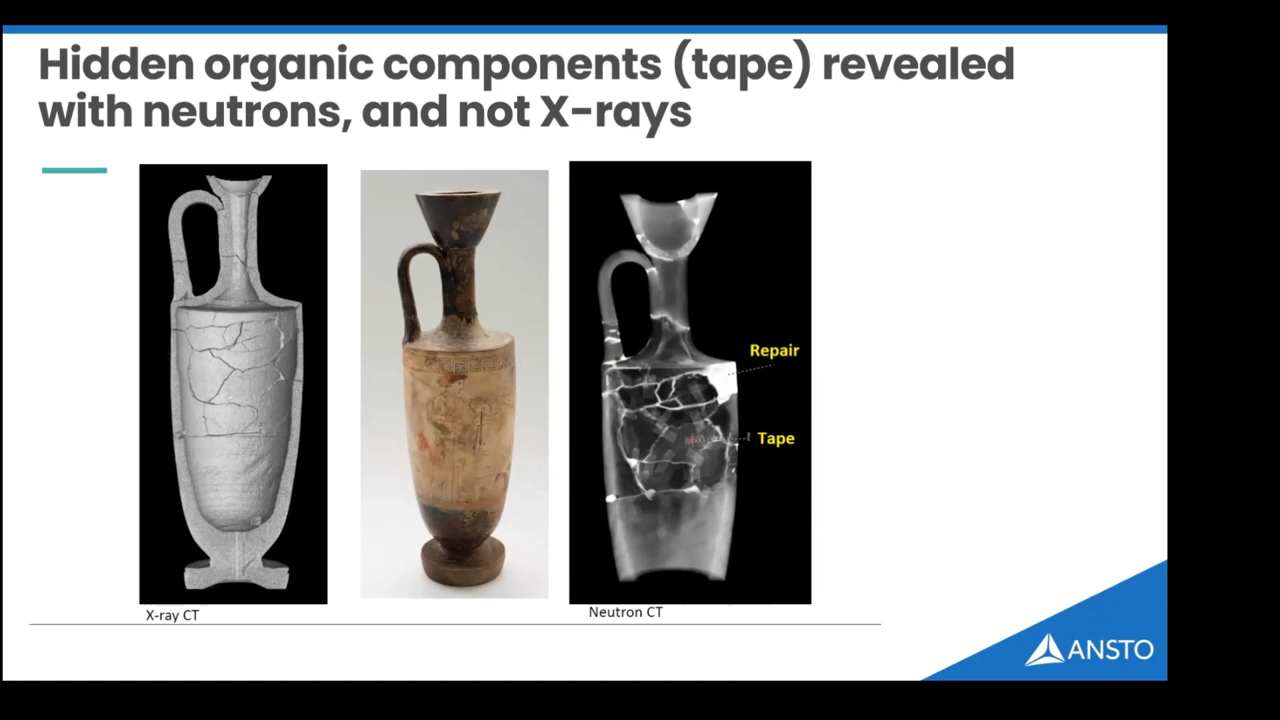 Hidden organic components (tape) revealed
with neutrons, and not X-rays
Repair
Tape
X-ray CT
Neutron CT
ANSTO